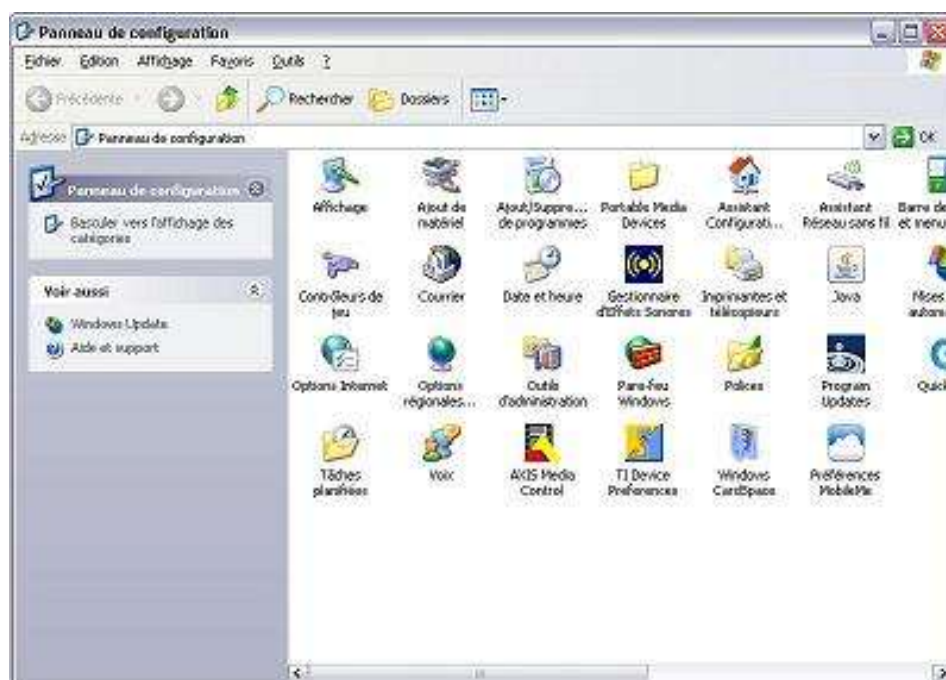 Panneau de configuration
Fichier Edition Affichage Favoris Outils ?
Précédente Rechercher Dossiers
Adresse Panneau de configuration OK
Panneau de configuration
Basculer vers l'affichage des
catégories
Voir aussi
Windows Update
Aide et support
Affichage
Ajout de
matériel
Ajout/Suppre...
de programmes
Portable Media
Devices
Assistant
Configurati...
Assistant
Réseau sans fil
Barre de
et menu
Contrôleurs de
jeu
Courrier
Date et heure
Gestionnaire
d'Effets Sonores
Imprimantes et
télécopieurs
Java
Mises
autom
Options Internet
Options
régionales...
Outils
d'administration
Pare-feu
Windows
Polices
Program
Updates
Quick
Tâches
planifiées
Voix
AXIS Media
Control
TI Device
Preferences
Windows
CardSpace
Préférences
MobileMe